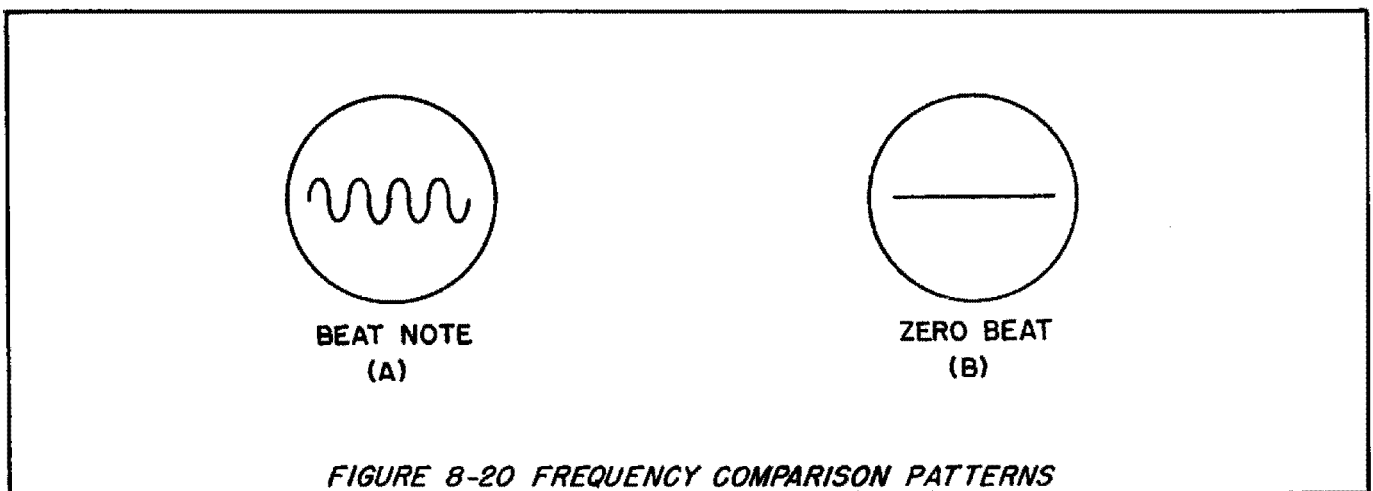 BEAT NOTE
(A)
ZERO BEAT
(B)
FIGURE 8-20 FREQUENCY COMPARISON PATTERNS